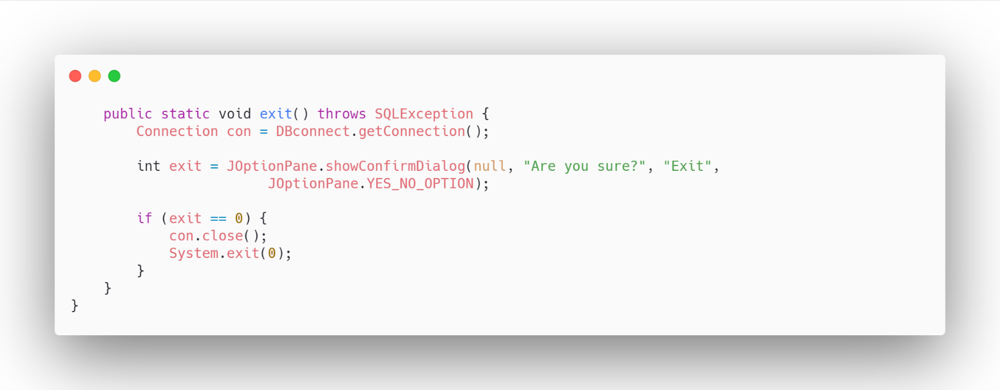 public static void exit() throws SQLException {
        Connection con = DBconnect.getConnection();

        int exit = JOptionPane.showConfirmDialog(null, "Are you sure?", "Exit",
                        JOptionPane.YES_NO_OPTION);

        if (exit == 0) {
            con.close();
            System.exit(0);
        }
    }
}